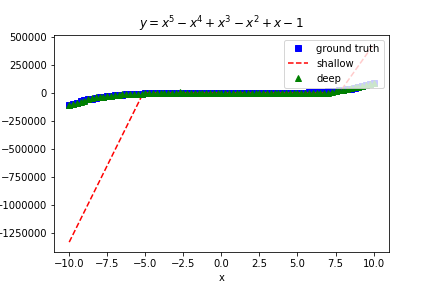 y = x⁵ − x⁴ + x³ − x² + x − 1
500000
250000
0
−250000
−500000
−750000
−1000000
−1250000
ground truth
shallow
deep
−10.0 −7.5 −5.0 −2.5 0.0 2.5 5.0 7.5 10.0
x